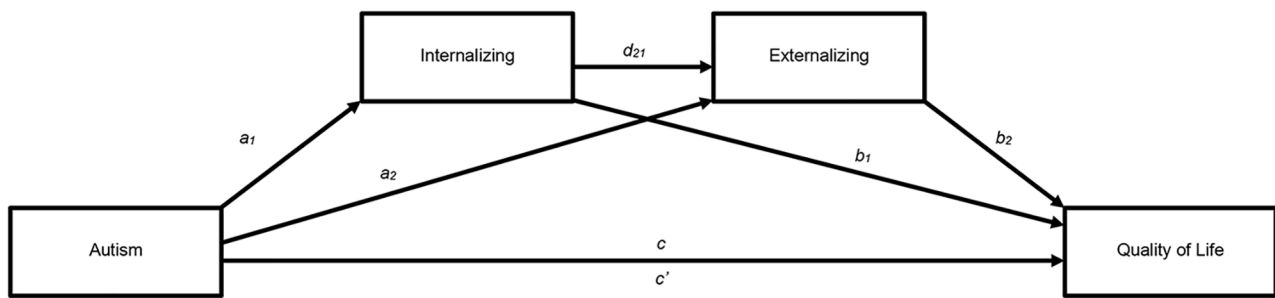 Internalizing
d21
Externalizing
a1
a2
b1
b2
Autism
c
c’
Quality of Life